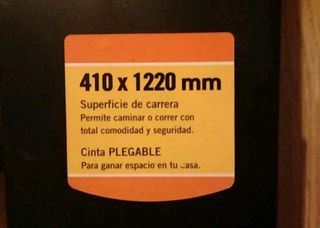 410 x 1220 mm
Superficie de carrera
Permite caminar o correr con
total comodidad y seguridad.
Cinta PLEGABLE
Para ganar espacio en tu casa.